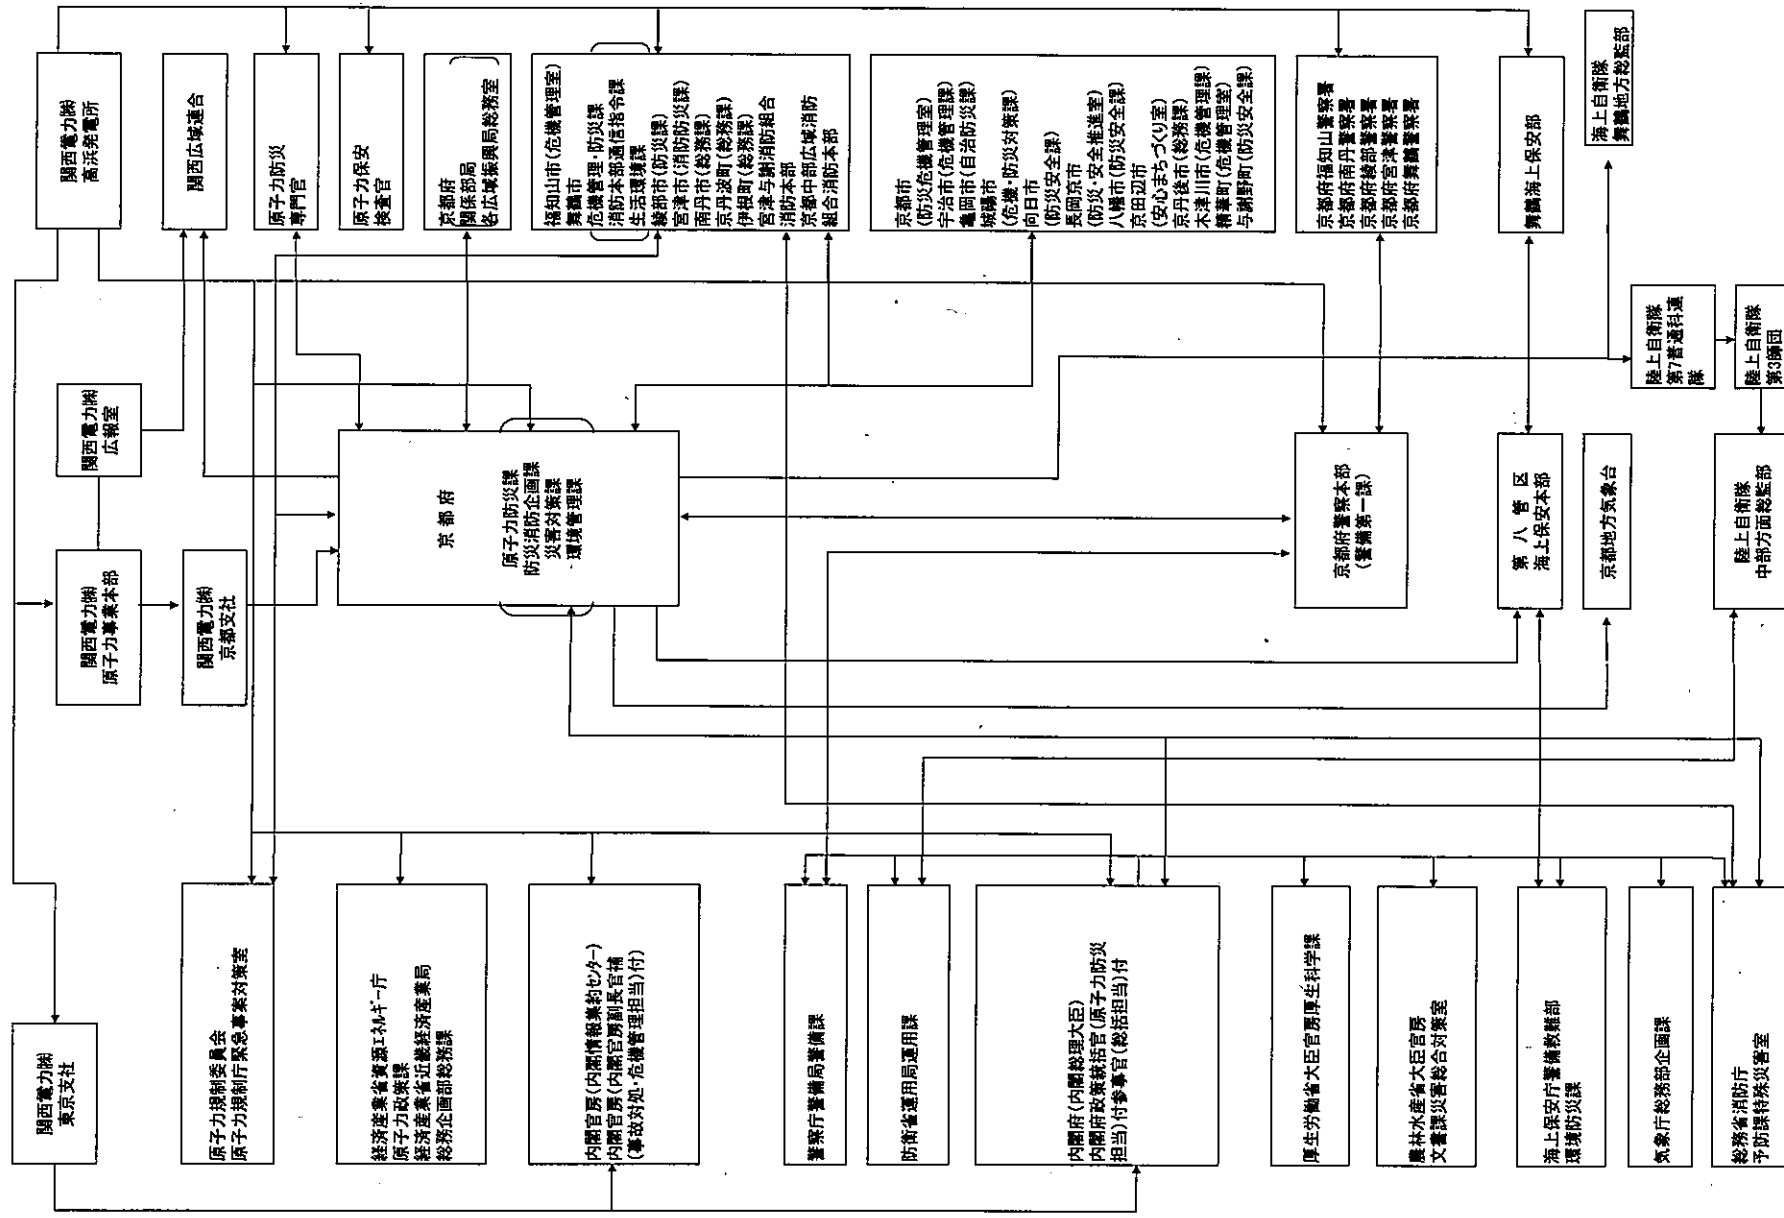 関西電力㈱
高浜発電所
関西広域連合
原子力防災
専門官
原子力保安
検査官
京都府
関係部局
各広域振興局総務室
福知山市(危機管理室)
舞鶴市
危機管理・防災課
消防本部通信指令課
生活環境課
綾部市(防災課)
宮津市(消防防災課)
南丹市(総務課)
京丹波町(総務課)
伊根町(総務課)
宮津与謝消防組合
消防本部
京都中部広域消防
組合消防本部
京都市
(防災危機管理室)
宇治市(危機管理課)
亀岡市(自治防災課)
城陽市
(危機・防災対策課)
向日市
(防災安全課)
長岡京市
(防災・安全推進室)
八幡市(防災安全課)
京田辺市
(安心まちづくり室)
京丹後市(総務課)
木津川市(危機管理課)
精華町(危機管理室)
与謝野町(防災安全課)
京都府福知山警察署
京都府南丹警察署
京都府綾部警察署
京都府宮津警察署
京都府舞鶴警察署
舞鶴海上保安部
海上自衛隊
舞鶴地方総監部
関西電力㈱
広報室
陸上自衛隊
第7普通科連
隊
陸上自衛隊
第3師団
関西電力㈱
原子力事業本部
関西電力㈱
京都支社
京都府
原子力防災課
防災消防企画課
災害対策課
環境管理課
京都府警察本部
(警備第一課)
第八管区
海上保安本部
京都地方気象台
陸上自衛隊
中部方面総監部
関西電力㈱
東京支社
原子力規制委員会
原子力規制庁緊急事案対策室
経済産業省資源エネルギー庁
原子力政策課
経済産業省近畿経済産業局
総務企画部総務課
内閣官房(内閣情報集約センター)
内閣官房(内閣官房副長官補
(事故対処・危機管理担当)付
警察庁警備局警備課
防衛省運用局運用課
内閣府(内閣総理大臣)
内閣府政策統括官(原子力防災
担当)付参事官(総括担当)付
厚生労働省大臣官房厚生科学課
農林水産省大臣官房
文書課災害総合対策室
海上保安庁警備救難部
環境防災課
気象庁総務部企画課
総務省消防庁
予防課特殊災害室